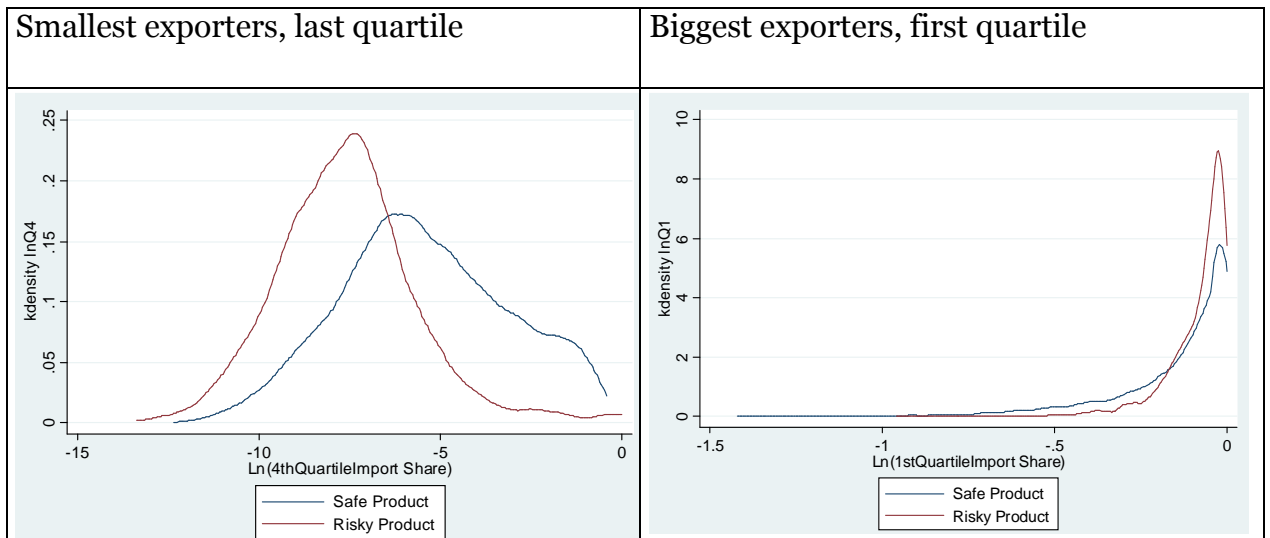 Smallest exporters, last quartile
Biggest exporters, first quartile
kdensity lnQ4
.25
.2
.15
.1
.05
0
-15
-10
-5
0
Ln(4thQuartileImport Share)
Safe Product
Risky Product
kdensity lnQ1
10
8
6
4
2
0
-1.5
-1
-.5
0
Ln(1stQuartileImport Share)
Safe Product
Risky Product